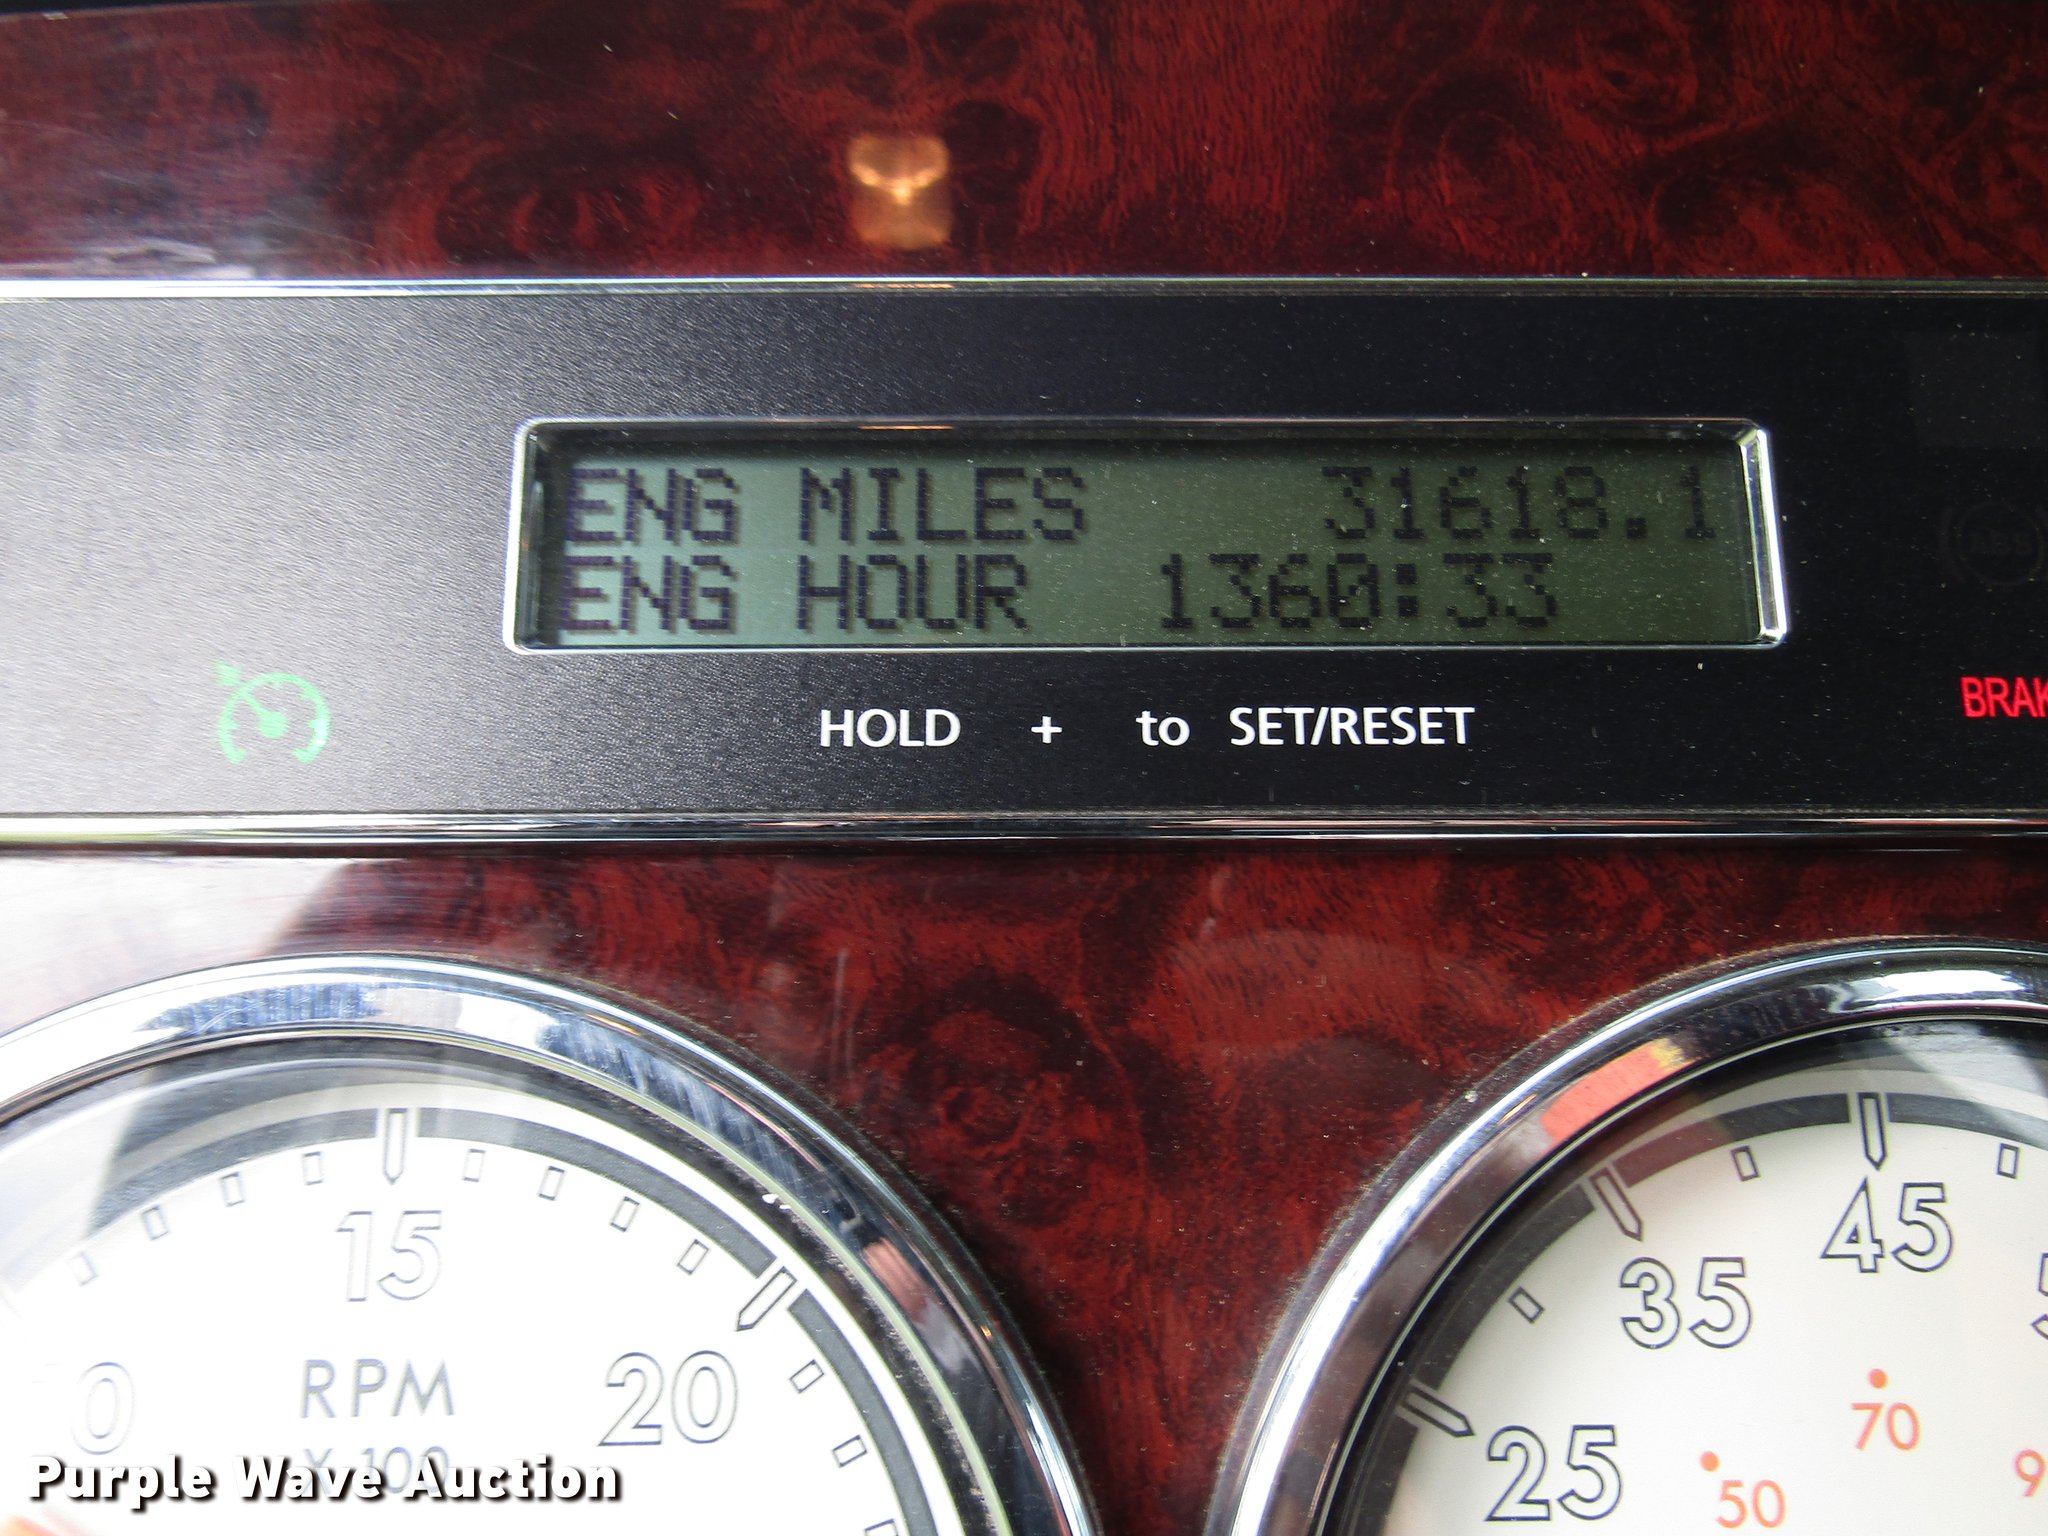 ENG MILES 31618.1
ENG HOUR 1360:33
HOLD + to SET/RESET
15
20
RPM
X 100
45
35
25
70
50
Purple Wave Auction